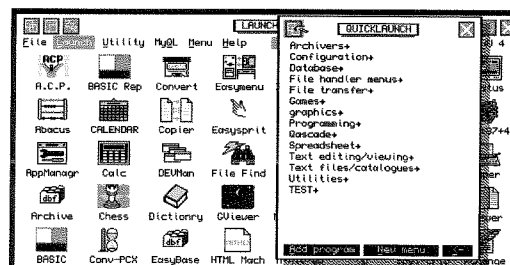 LAUNCH
File Utility MyQL Menu Help
A.C.P. BASIC Rep Convert Easymenu
Abacus CALENDAR Copier Easysprit
AppManagr Calc DEVMan File Find
Archive Chess Dictionry GViewer
BASIC Conv-PCX EasyBase HTML Mach
QUICKLAUNCH
Archivers+
Configuration+
Database+
File handler menus+
File transfer+
Games+
graphics+
Programming+
Qascade+
Spreadsheet+
Text editing/viewing+
Text files/catalogues+
Utilities+
TEST+
Add program New menu <-